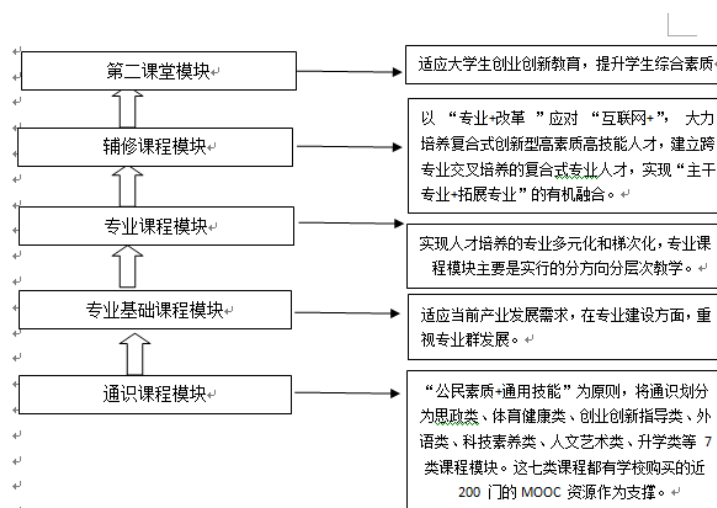 第二课堂模块
适应大学生创业创新教育，提升学生综合素质
辅修课程模块
以 “专业+改革 ”应对 “互联网+”， 大力
培养复合式创新型高素质高技能人才，建立跨
专业交叉培养的复合式专业人才，实现“主干
专业+拓展专业”的有机融合。
专业课程模块
实现人才培养的专业多元化和梯次化，专业课
程模块主要是实行的分方向分层次教学。
专业基础课程模块
适应当前产业发展需求，在专业建设方面，重
视专业群发展。
通识课程模块
“公民素质+通用技能”为原则，将通识划分
为思政类、体育健康类、创业创新指导类、外
语类、科技素养类、人文艺术类、升学类等 7
类课程模块。这七类课程都有学校购买的近
200 门的 MOOC 资源作为支撑。